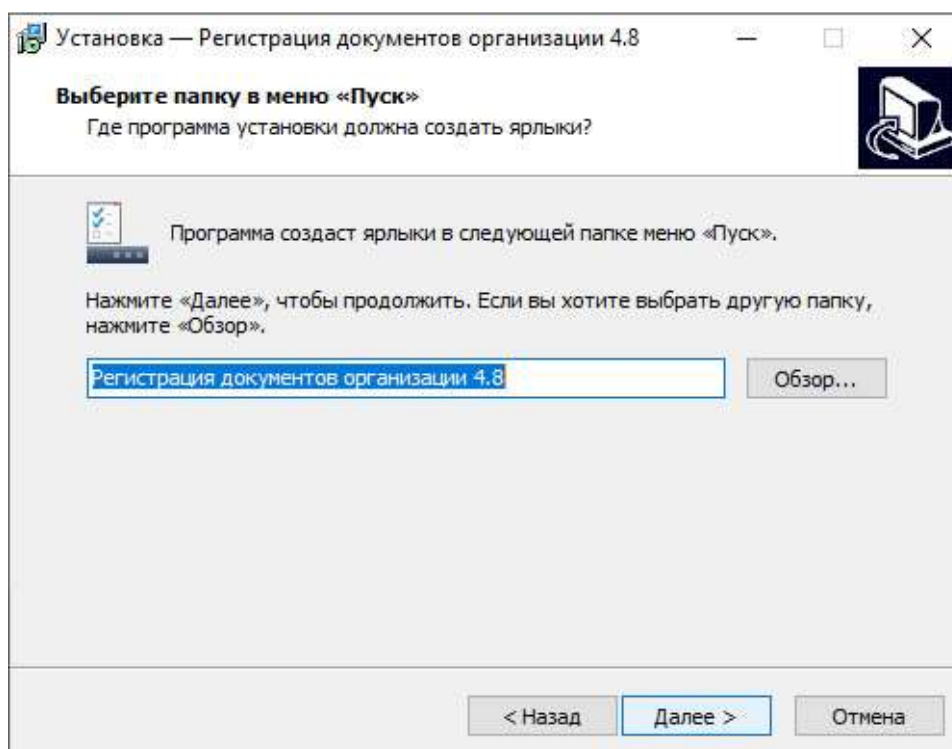 Установка — Регистрация документов организации 4.8
Выберите папку в меню «Пуск»
Где программа установки должна создать ярлыки?
Программа создаст ярлыки в следующей папке меню «Пуск».
Нажмите «Далее», чтобы продолжить. Если вы хотите выбрать другую папку,
нажмите «Обзор».
Регистрация документов организации 4.8
Обзор...
< Назад
Далее >
Отмена